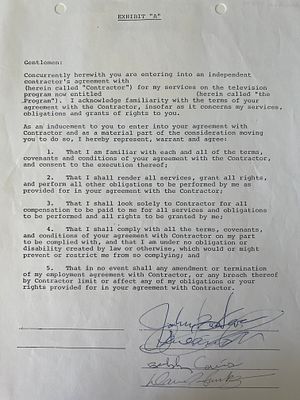 EXHIBIT "A"
Gentlemen:
Concurrently herewith you are entering into an independent
contractor's agreement with
(herein called "Contractor") for my services on the television
program now entitled (herein called "the
Program"). I acknowledge familiarity with the terms of your
agreement with the Contractor, insofar as it concerns my services,
obligations and grants of rights to you.
As an inducement to you to enter into your agreement with
Contractor and as a material part of the consideration moving
you to do so, I hereby represent, warrant and agree:
1. That I am familiar with each and all of the terms,
covenants and conditions of your agreement with the Contractor,
and consent to the execution thereof;
2. That I shall render all services, grant all rights,
and perform all other obligations to be performed by me as
provided for in your agreement with the Contractor;
3. That I shall look solely to Contractor for all
compensation to be paid to me for all services and obligations
to be performed and all rights to be granted by me;
4. That I shall comply with all the terms, covenants,
and conditions of your agreement with Contractor on my part
to be complied with, and that I am under no obligation or
disability created by law or otherwise, which would or might
prevent or restrict me from so complying; and
5. That in no event shall any amendment or termination
of my employment agreement with Contractor, or any breach thereof
by Contractor limit or affect any of my obligations or your
rights provided for in your agreement with Contractor.